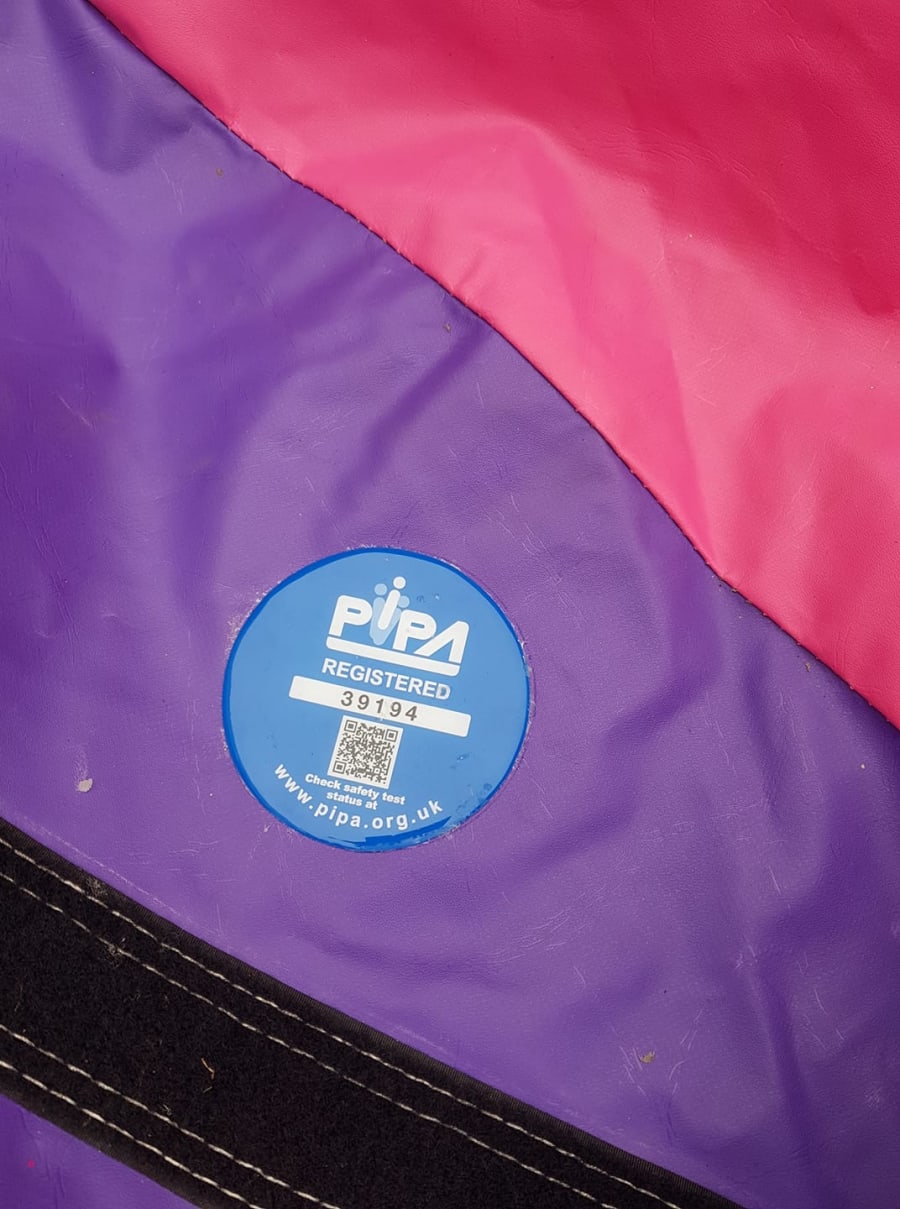 PiPA
REGISTERED
39194
Check safety test
status at
www.pipa.org.uk